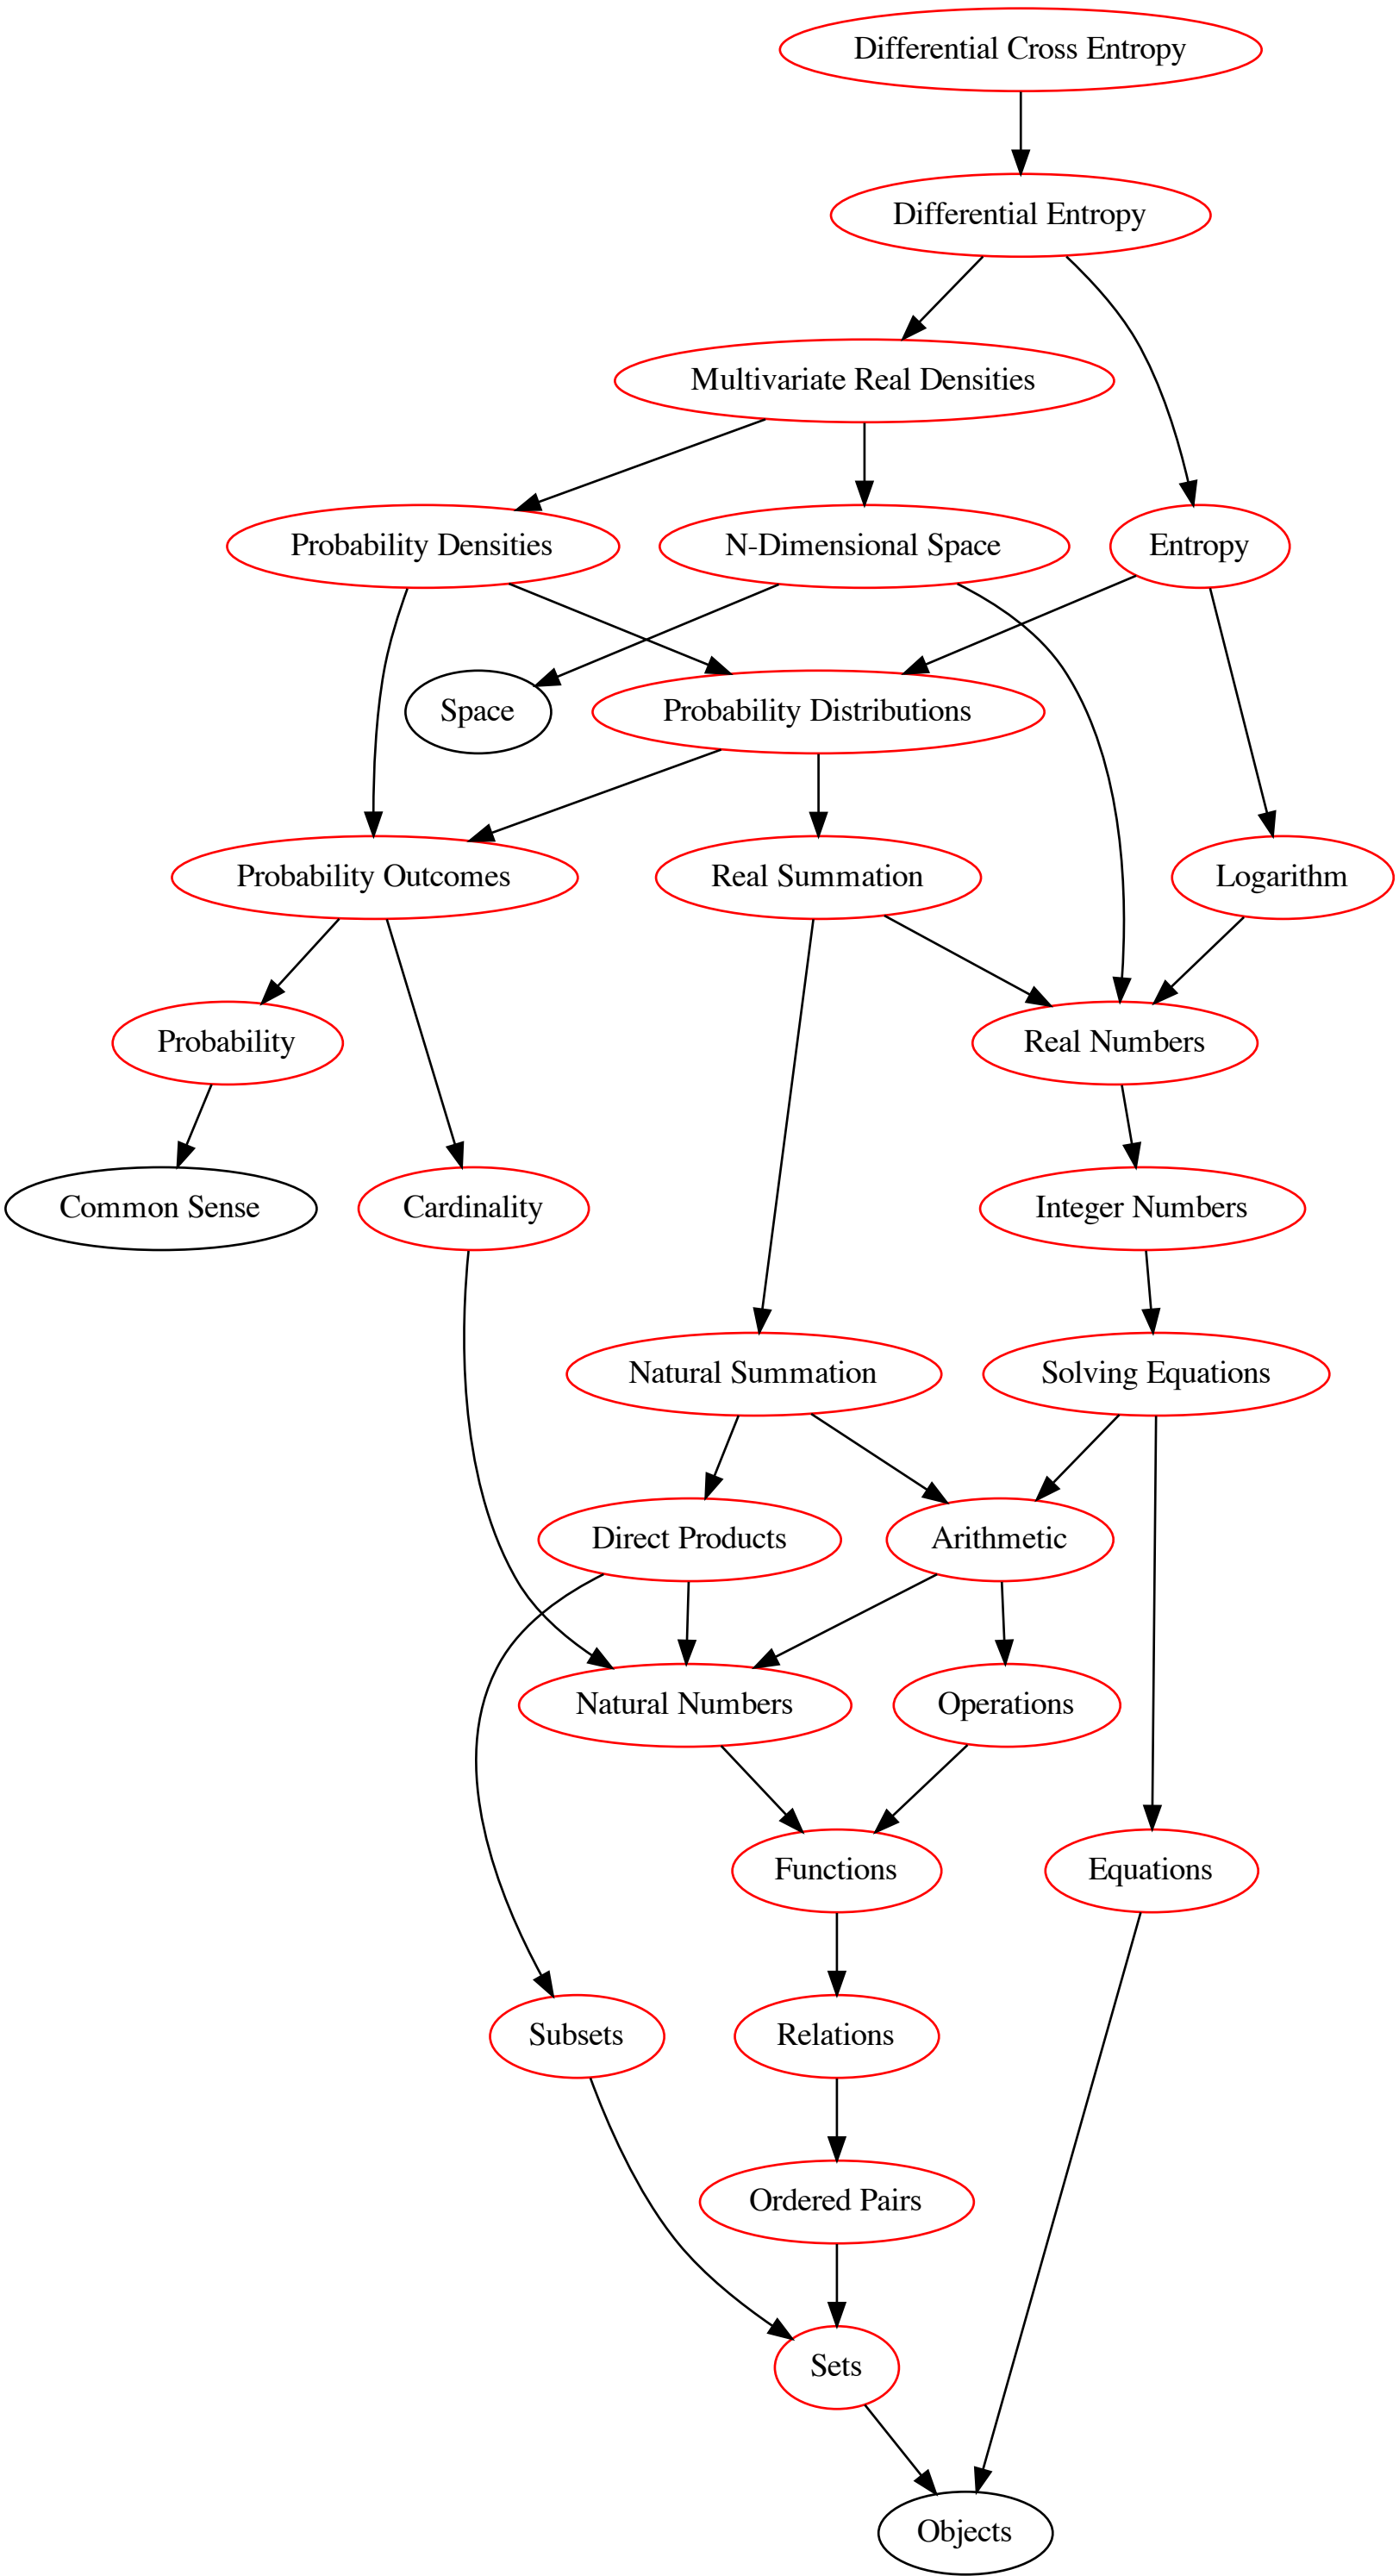 Differential Cross Entropy
Differential Entropy
Multivariate Real Densities
Probability Densities
N-Dimensional Space
Entropy
Space
Probability Distributions
Probability Outcomes
Real Summation
Logarithm
Probability
Real Numbers
Common Sense
Cardinality
Integer Numbers
Natural Summation
Solving Equations
Direct Products
Arithmetic
Natural Numbers
Operations
Functions
Equations
Subsets
Relations
Ordered Pairs
Sets
Objects